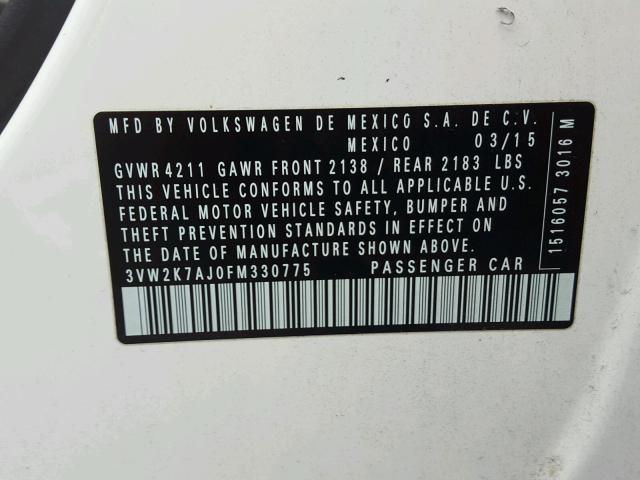 MFD BY VOLKSWAGEN DE MEXICO S.A. DE C.V.
MEXICO 03/15
GVWR 4211 GAWR FRONT 2138 / REAR 2183 LBS
THIS VEHICLE CONFORMS TO ALL APPLICABLE U.S.
FEDERAL MOTOR VEHICLE SAFETY, BUMPER AND
THEFT PREVENTION STANDARDS IN EFFECT ON
THE DATE OF MANUFACTURE SHOWN ABOVE.
3VW2K7AJ0FM330775 PASSENGER CAR
1516057 3016 M